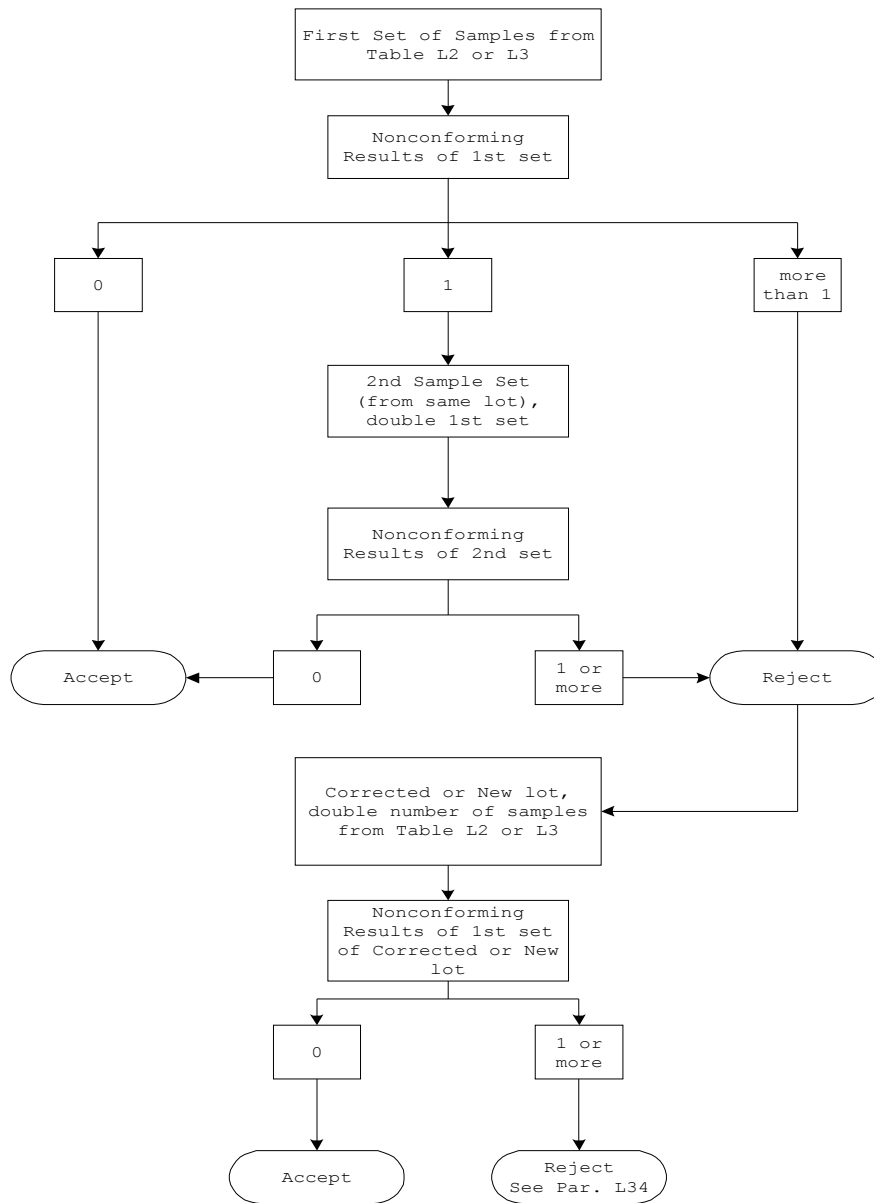 First Set of Samples from
Table L2 or L3
Nonconforming
Results of 1st set
0
1
more
than 1
2nd Sample Set
(from same lot),
double 1st set
Nonconforming
Results of 2nd set
Accept
0
1 or
more
Reject
Corrected or New lot,
double number of samples
from Table L2 or L3
Nonconforming
Results of 1st set
of Corrected or New
lot
0
1 or
more
Accept
Reject
See Par. L34